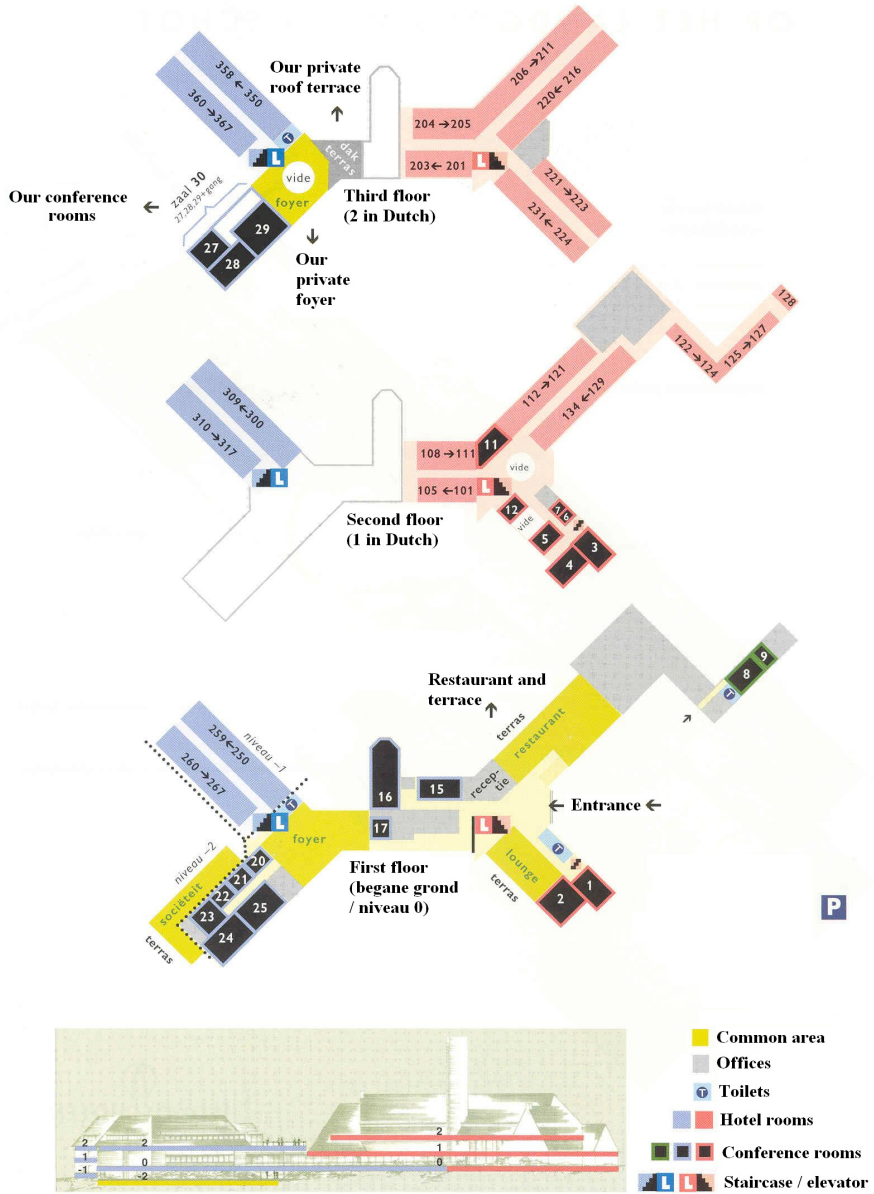 358 ← 350
360 → 367
T
L
Our private
roof terrace
dak
terras
vide
foyer
zaal 30
27,28,29+gang
Our conference
rooms
27
28
29
Our
private
foyer
Third floor
(2 in Dutch)
206 → 211
220 ← 216
204 → 205
203 ← 201
L
221 → 223
231 ← 224
309 ← 300
310 → 317
L
Second floor
(1 in Dutch)
128
122 → 124
125 → 127
112 → 121
134 ← 129
108 → 111
11
vide
105 ← 101
L
12
vide
7
6
5
3
4
Restaurant and
terrace
terras
restaurant
recep-
tie
9
8
T
259 ← 250
niveau -1
260 → 267
T
L
foyer
16
15
17
Entrance
L
First floor
(begane grond
/ niveau 0)
lounge
terras
T
1
2
niveau -2
sociëteit
terras
20
21
22
23
25
24
P
2
2
2
1
1
0
0
-1
-2
Common area
Offices
T
Toilets
Hotel rooms
Conference rooms
L
L
Staircase / elevator